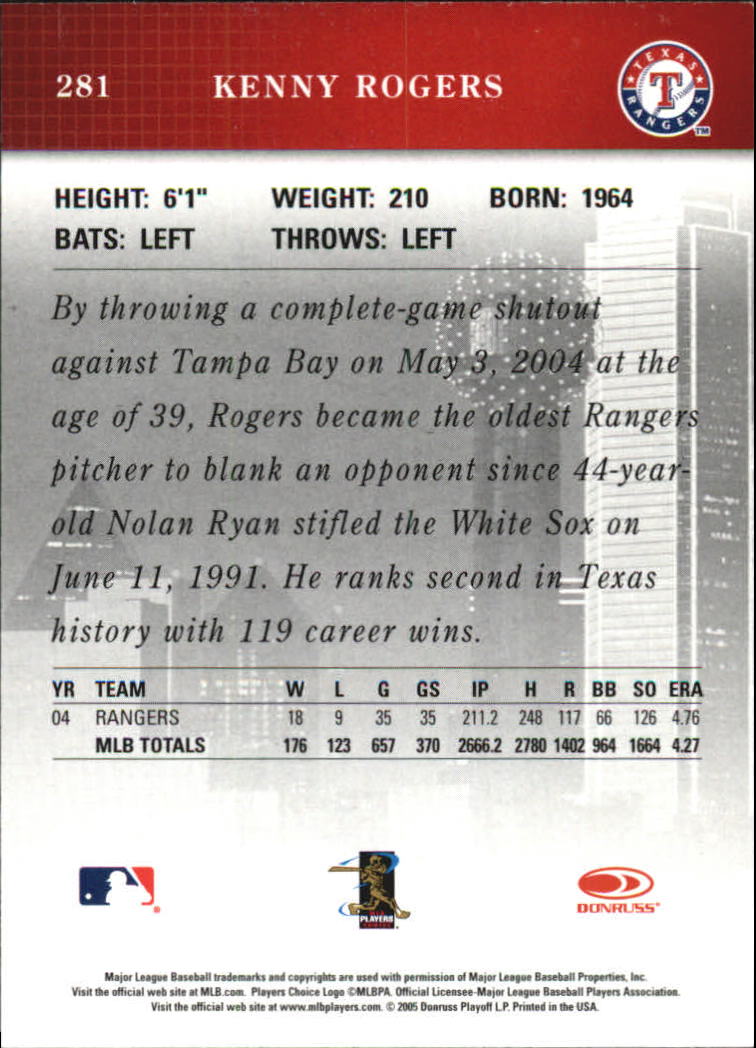 281 KENNY ROGERS
TEXAS RANGERS T TM
HEIGHT: 6'1" WEIGHT: 210 BORN: 1964
BATS: LEFT THROWS: LEFT
By throwing a complete-game shutout
against Tampa Bay on May 3, 2004 at the
age of 39, Rogers became the oldest Rangers
pitcher to blank an opponent since 44-year-
old Nolan Ryan stifled the White Sox on
June 11, 1991. He ranks second in Texas
history with 119 career wins.
YR TEAM W L G GS IP H R BB SO ERA
04 RANGERS 18 9 35 35 211.2 248 117 66 126 4.76
MLB TOTALS 176 123 657 370 2666.2 2780 1402 964 1664 4.27
PLAYERS
DONRUSS®
Major League Baseball trademarks and copyrights are used with permission of Major League Baseball Properties, Inc.
Visit the official web site at MLB.com. Players Choice Logo ©MLBPA. Official Licensee-Major League Baseball Players Association.
Visit the official web site at www.mlbplayers.com. © 2005 Donruss Playoff L.P. Printed in the USA.